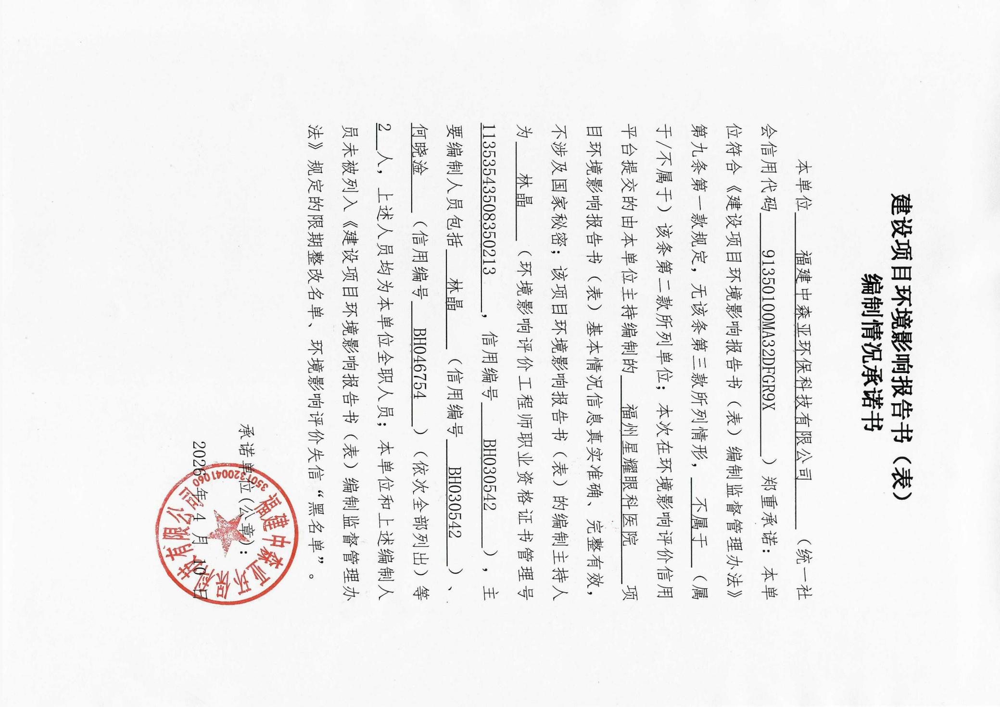 建设项目环境影响报告书（表）
编制情况承诺书
本单位 福建中森亚环保科技有限公司 （统一社
会信用代码 91350100MA32DFGR9X ）郑重承诺：本单
位符合《建设项目环境影响报告书（表）编制监督管理办法》
第九条第一款规定，无该条第三款所列情形， 不属于 （属
于/不属于）该条第二款所列单位；本次在环境影响评价信用
平台提交的由本单位主持编制的 福州星耀眼科医院 项
目环境影响报告书（表）基本情况信息真实准确、完整有效，
不涉及国家秘密；该项目环境影响报告书（表）的编制主持人
为 林晶 （环境影响评价工程师职业资格证书管理号
11353543508350213 ，信用编号 BH030542 ），主
要编制人员包括 林晶 （信用编号 BH030542 ）、
何晓淦 （信用编号 BH046754 ）（依次全部列出）等
2 人，上述人员均为本单位全职人员；本单位和上述编制人
员未被列入《建设项目环境影响报告书（表）编制监督管理办
法》规定的限期整改名单、环境影响评价失信“黑名单”。
承诺单位(公章)：
2026 年 4 月 10 日
福建中森亚环保科技有限公司
3501320041060